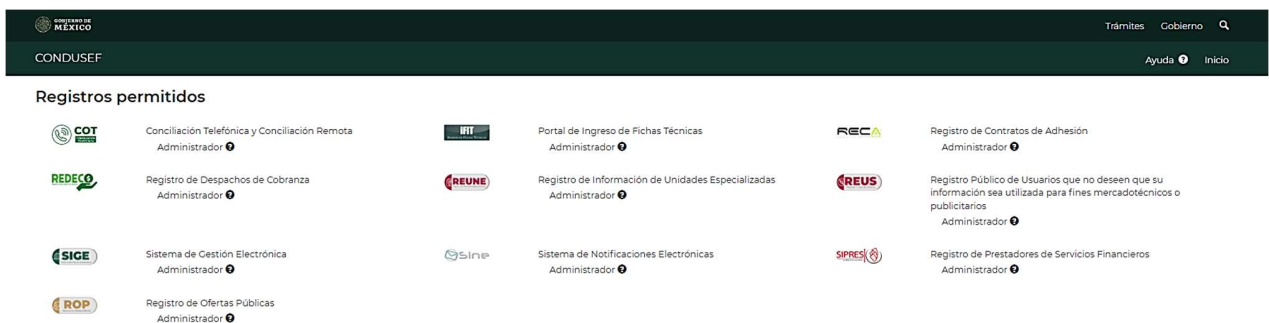 GOBIERNO DE
MÉXICO
Trámites Gobierno
CONDUSEF
Ayuda Inicio
Registros permitidos
COT
Conciliación Telefónica y Conciliación Remota
Administrador
IFIT
Portal de Ingreso de Fichas Técnicas
Administrador
RECA
Registro de Contratos de Adhesión
Administrador
REDECO
Registro de Despachos de Cobranza
Administrador
REUNE
Registro de Información de Unidades Especializadas
Administrador
REUS
Registro Público de Usuarios que no deseen que su
información sea utilizada para fines mercadotécnicos o
publicitarios
Administrador
SIGE
Sistema de Gestión Electrónica
Administrador
Sine
Sistema de Notificaciones Electrónicas
Administrador
SIPRES
Registro de Prestadores de Servicios Financieros
Administrador
ROP
Registro de Ofertas Públicas
Administrador